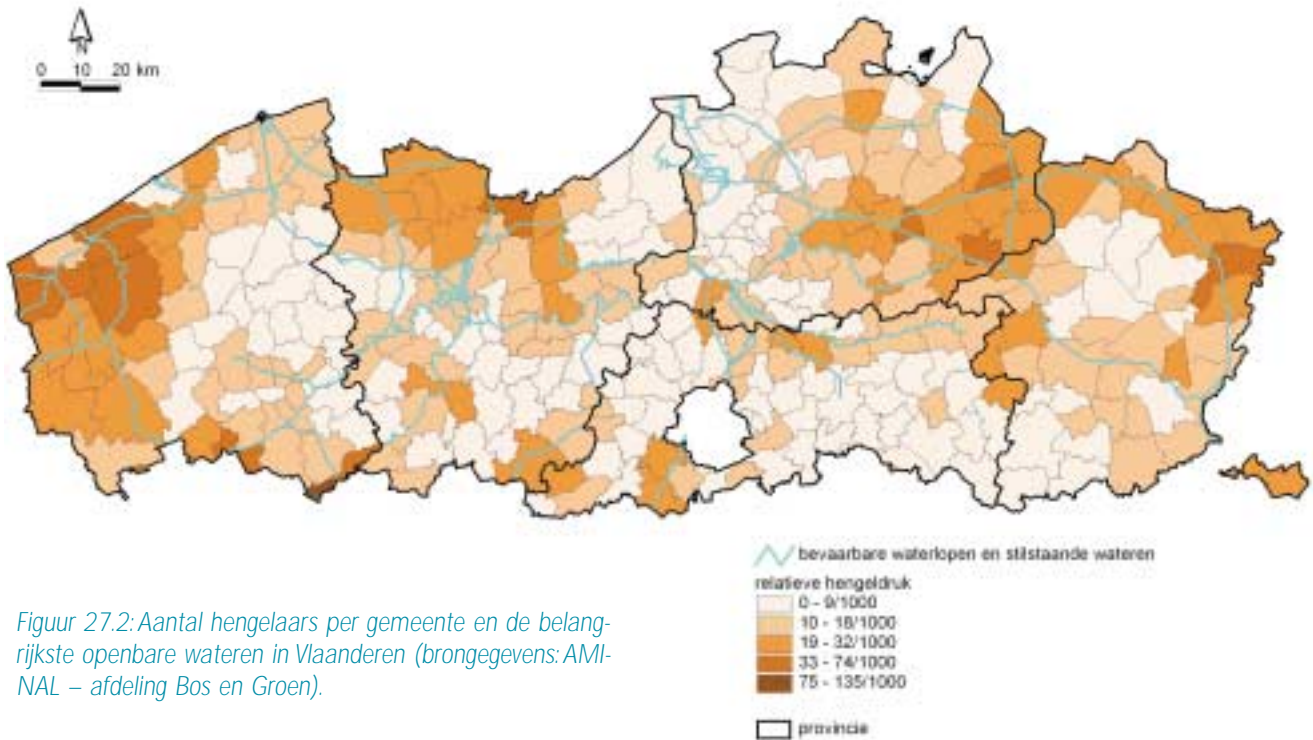 N
0 10 20 km
bevaarbare waterlopen en stilstaande wateren
relatieve hengeldruk
0 - 9/1000
10 - 18/1000
19 - 32/1000
33 - 74/1000
75 - 135/1000
provincie
Figuur 27.2: Aantal hengelaars per gemeente en de belang-
rijkste openbare wateren in Vlaanderen (brongegevens: AMI-
NAL – afdeling Bos en Groen).